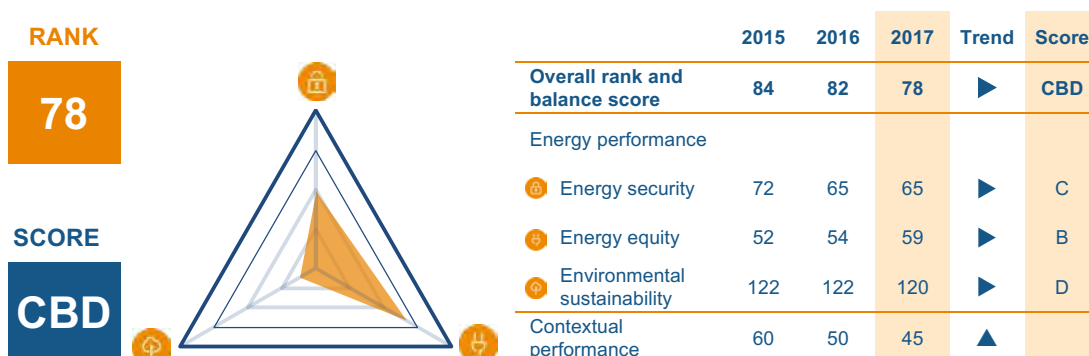 RANK
78
SCORE
CBD
2015 2016 2017 Trend Score
Overall rank and
balance score 84 82 78 ▶ CBD
Energy performance
Energy security 72 65 65 ▶ C
Energy equity 52 54 59 ▶ B
Environmental
sustainability 122 122 120 ▶ D
Contextual
performance 60 50 45 ▲